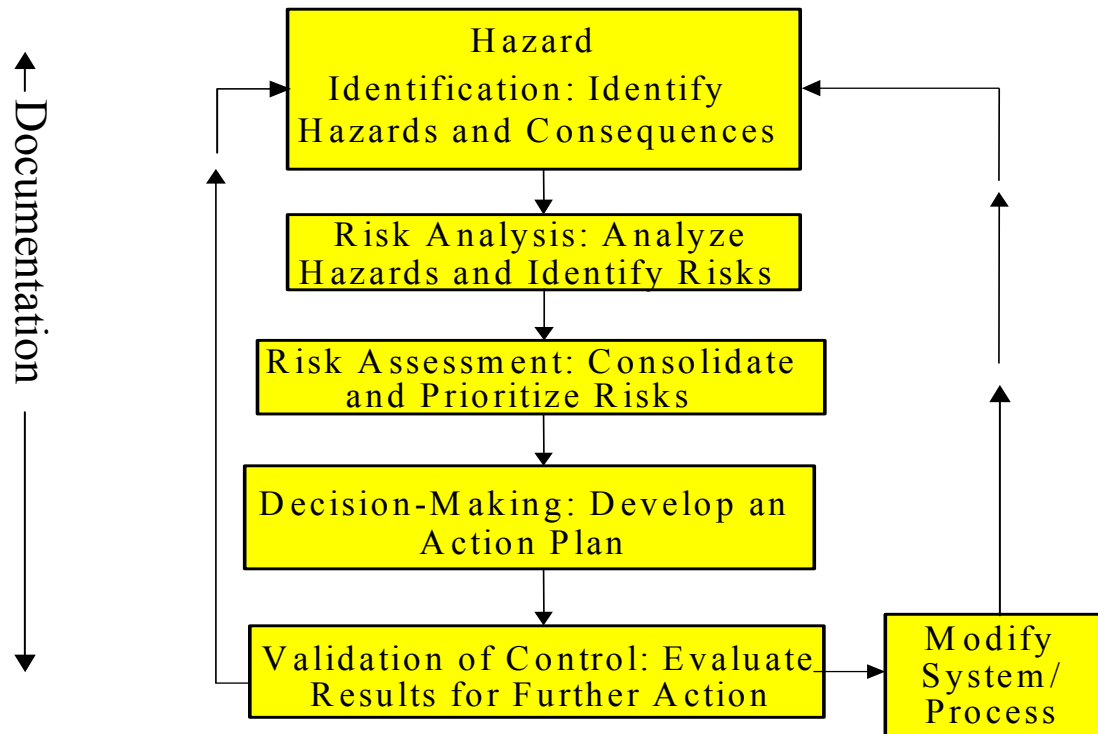 Documentation
Hazard
Identification: Identify
Hazards and Consequences
Risk Analysis: Analyze
Hazards and Identify Risks
Risk Assessment: Consolidate
and Prioritize Risks
Decision-Making: Develop an
Action Plan
Validation of Control: Evaluate
Results for Further Action
Modify
System/
Process